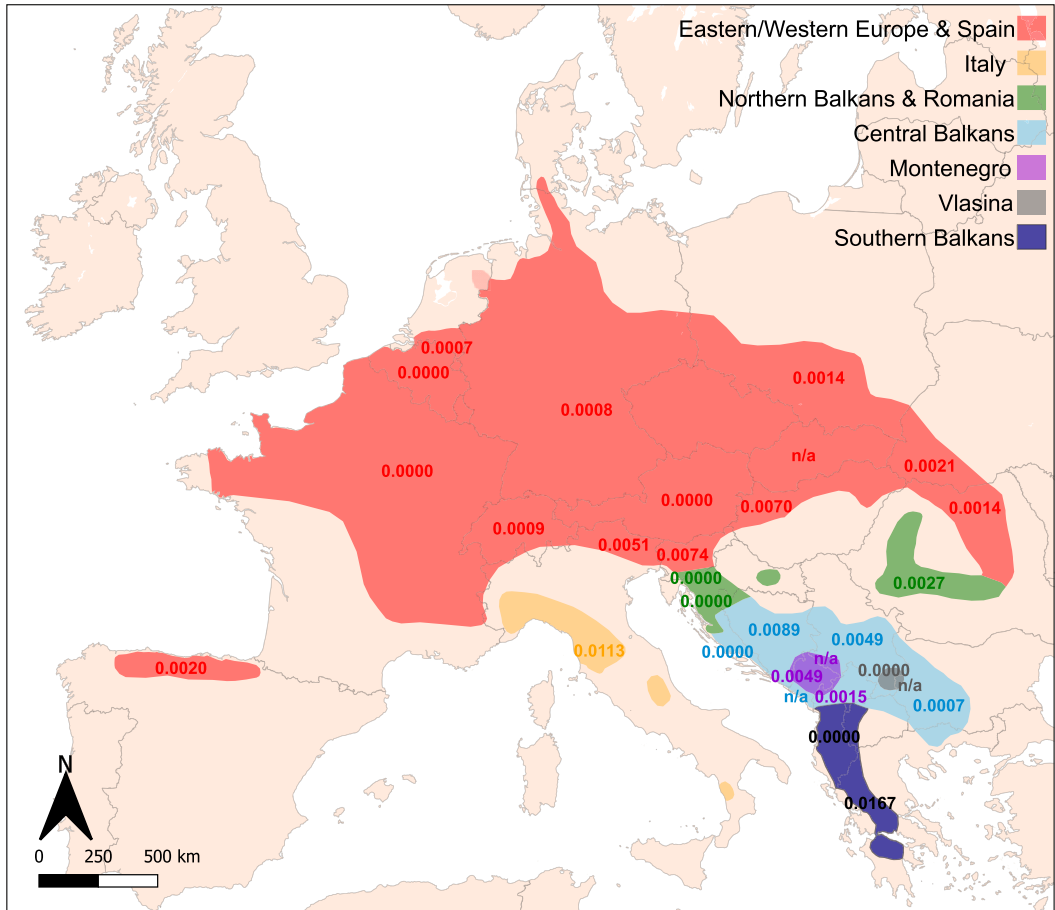 Eastern/Western Europe & Spain
Italy
Northern Balkans & Romania
Central Balkans
Montenegro
Vlasina
Southern Balkans
0.0007
0.0000
0.0014
0.0008
n/a
0.0021
0.0000
0.0000
0.0070
0.0014
0.0009
0.0051
0.0074
0.0000
0.0027
0.0000
0.0089
0.0049
0.0113
0.0000
n/a
0.0020
0.0049
0.0000
n/a
n/a
0.0015
0.0007
0.0000
N
0.0167
0 250 500 km